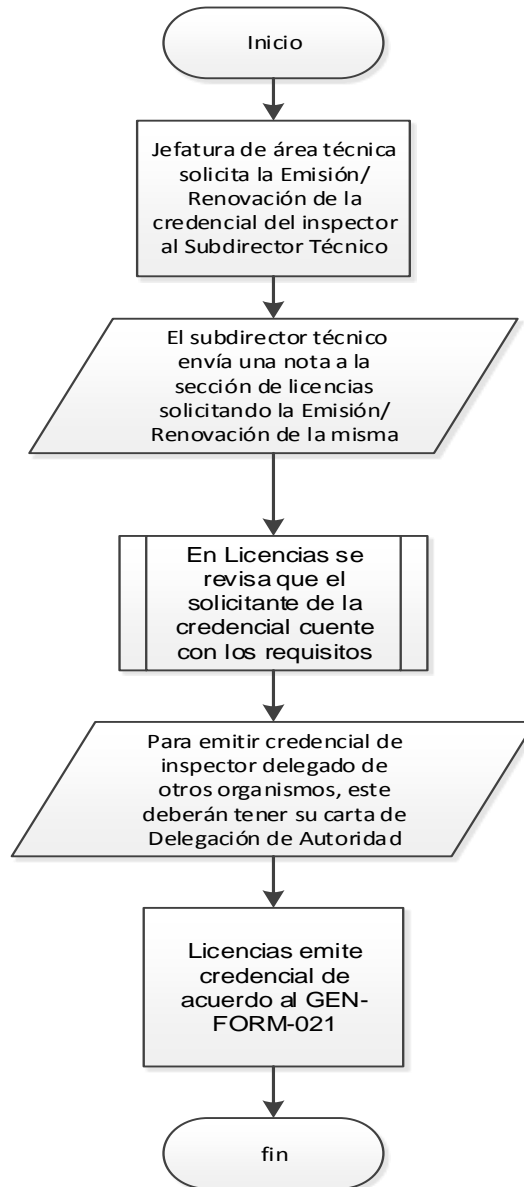 Inicio
Jefatura de área técnica
solicita la Emisión/
Renovación de la
credencial del inspector
al Subdirector Técnico
El subdirector técnico
envía una nota a la
sección de licencias
solicitando la Emisión/
Renovación de la misma
En Licencias se
revisa que el
solicitante de la
credencial cuente
con los requisitos
Para emitir credencial de
inspector delegado de
otros organismos, este
deberán tener su carta de
Delegación de Autoridad
Licencias emite
credencial de
acuerdo al GEN-
FORM-021
fin